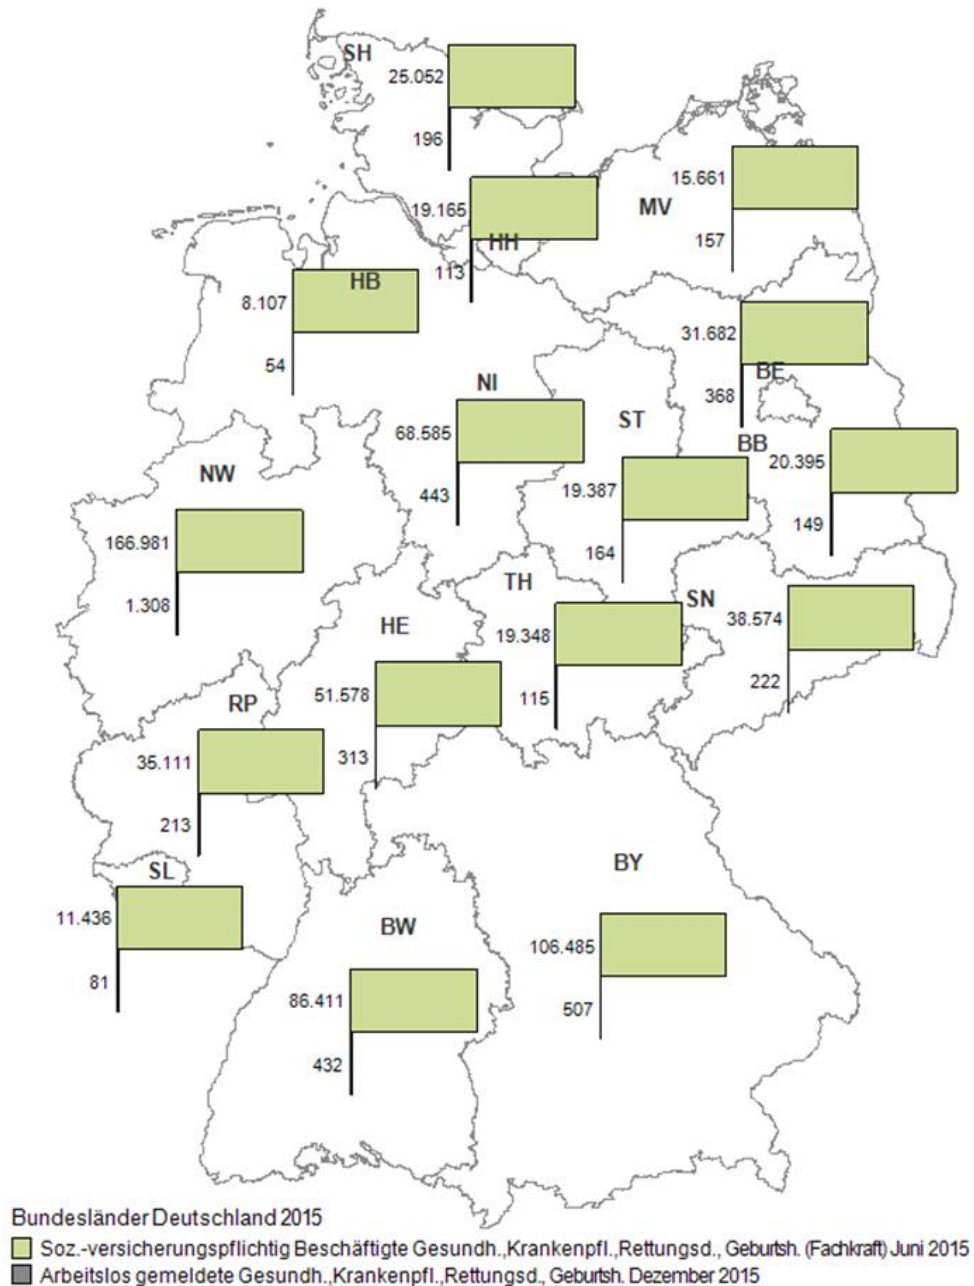 SH
25.052
196
15.661
MV
157
19.165
HH
113
HB
8.107
54
31.682
BE
368
NI
68.585
443
ST
19.387
164
BB
20.395
149
NW
166.981
1.308
TH
19.348
115
SN
38.574
222
HE
51.578
313
RP
35.111
213
SL
11.436
81
BW
86.411
432
BY
106.485
507
Bundesländer Deutschland 2015
Soz.-versicherungspflichtig Beschäftigte Gesundh.,Krankenpfl.,Rettungsd., Geburtsh. (Fachkraft) Juni 2015
Arbeitslos gemeldete Gesundh.,Krankenpfl.,Rettungsd., Geburtsh. Dezember 2015